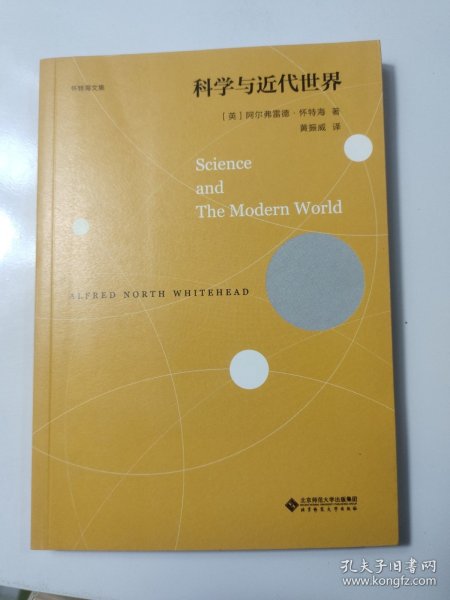 怀特海文集
科学与近代世界
[英]阿尔弗雷德·怀特海 著
黄振威 译
Science
and
The Modern World
ALFRED NORTH WHITEHEAD
北京师范大学出版集团
北京师范大学出版社
孔夫子旧书网
www.kongfz.com